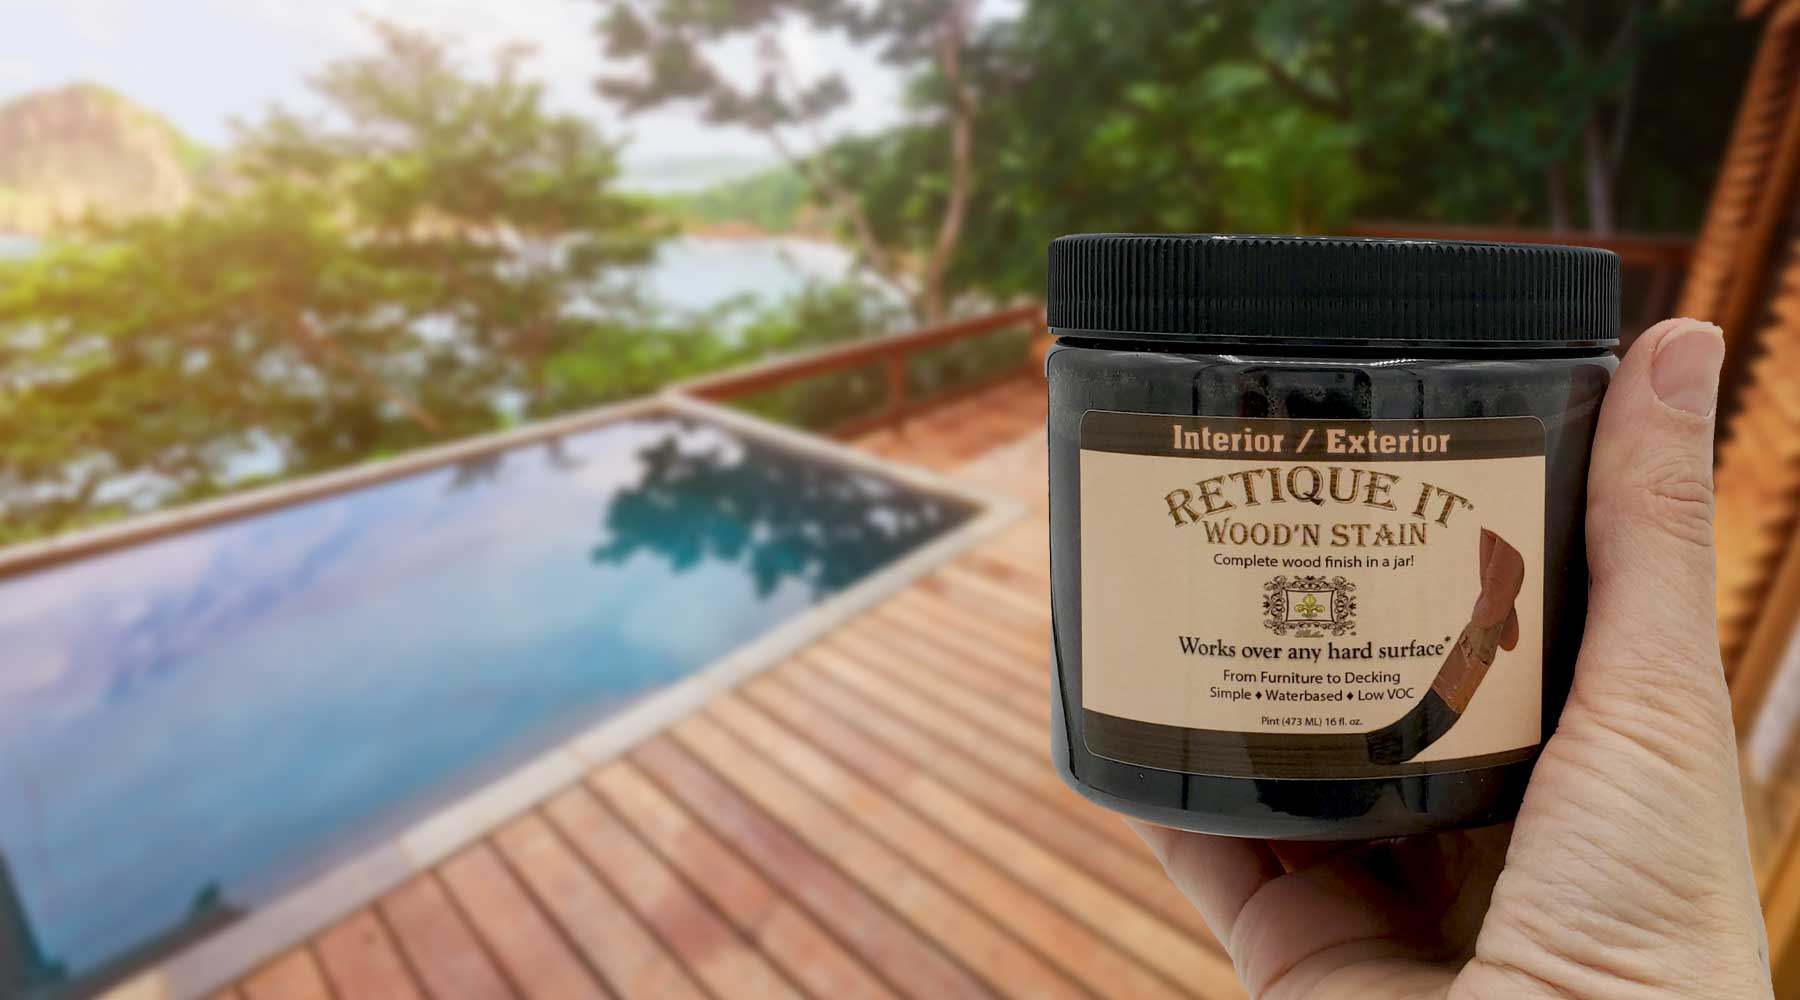 Interior / Exterior
RETIQUE IT®
WOOD'N STAIN
Complete wood finish in a jar!
Works over any hard surface*
From Furniture to Decking
Simple ♦ Waterbased ♦ Low VOC
Pint (473 ML) 16 fl. oz.